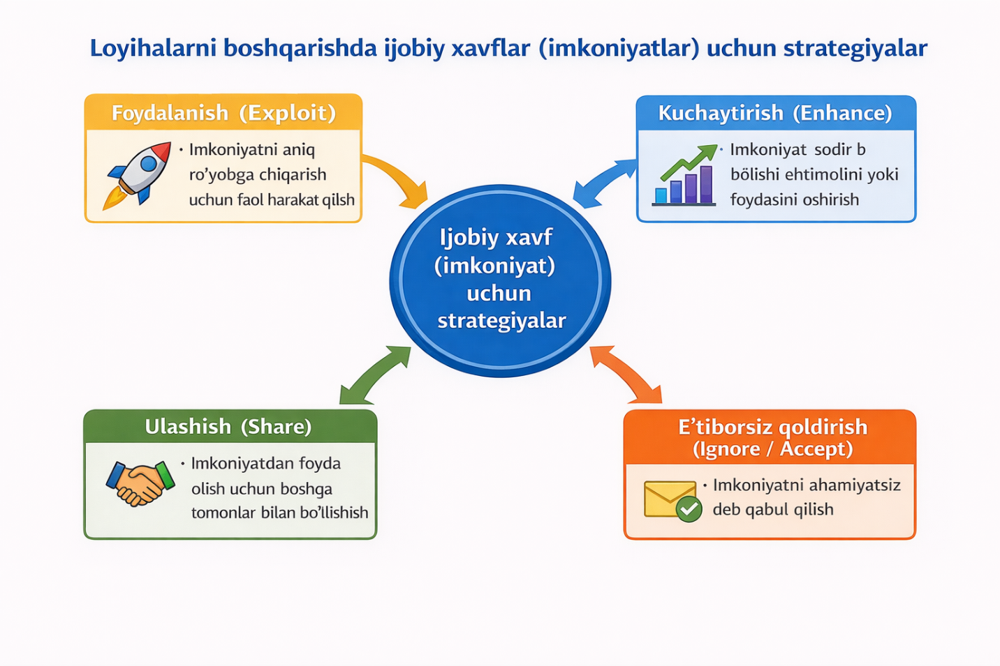 Loyihalarni boshqarishda ijobiy xavflar (imkoniyatlar) uchun strategiyalar
Foydalanish (Exploit)
• Imkoniyatni aniq
ro'yobga chiqarish
uchun faol harakat qilsh
Kuchaytirish (Enhance)
• Imkoniyat sodir b
bölishi ehtimolini yoki
foydasini oshirish
Ijobiy xavf
(imkoniyat)
uchun
strategiyalar
Ulashish (Share)
• Imkoniyatdan foyda
olish uchun boshga
tomonlar bilan bo'llishish
E'tiborsiz qoldirish
(Ignore / Accept)
• Imkoniyatni ahamiyatsiz
deb qabul qilish